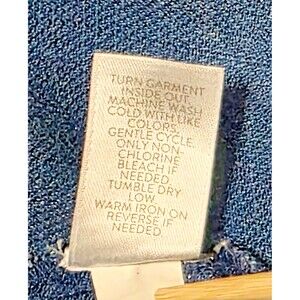 TURN GARMENT
INSIDE OUT.
MACHINE WASH
COLD WITH LIKE
COLORS.
GENTLE CYCLE.
ONLY NON-
CHLORINE
BLEACH IF
NEEDED.
TUMBLE DRY
LOW.
WARM IRON ON
REVERSE IF
NEEDED.